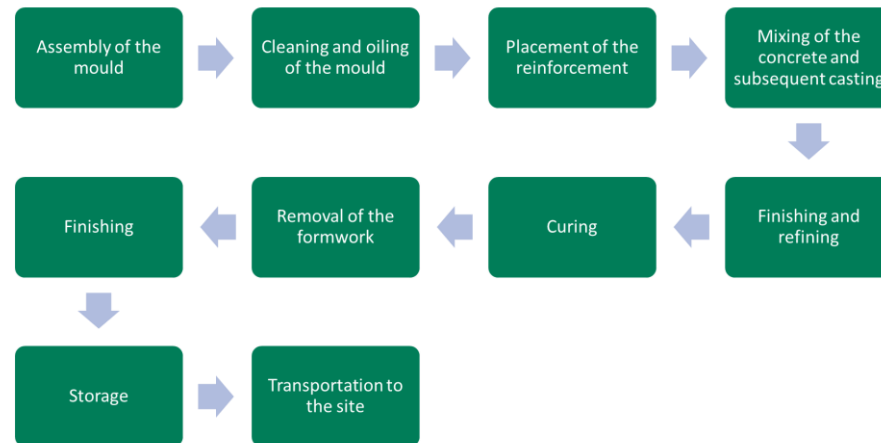 Assembly of the
mould
Cleaning and oiling
of the mould
Placement of the
reinforcement
Mixing of the
concrete and
subsequent casting
Finishing and
refining
Curing
Removal of the
formwork
Finishing
Storage
Transportation to
the site